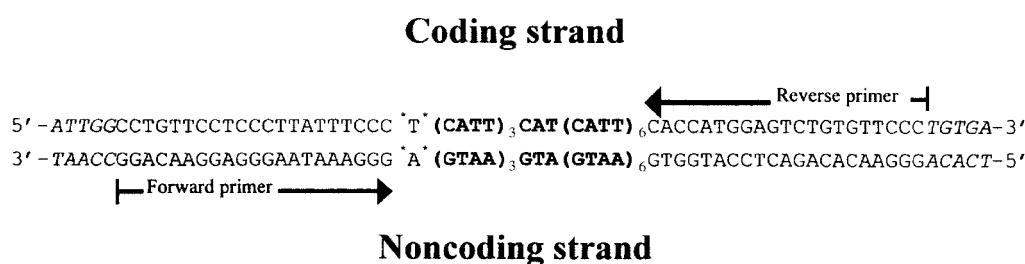 Coding strand
Reverse primer
5'-ATTGGCCTGTTCCTCCCTTATTTCCC *T* (CATT)3CAT(CATT)6CACCATGGAGTCTGTGTTCCCTGTGA-3'
3'-TAACCGGACAAGGAGGGAATAAAGGG *A* (GTAA)3GTA(GTAA)6GTGGTACCTCAGACACAAGGGACACT-5'
Forward primer
Noncoding strand